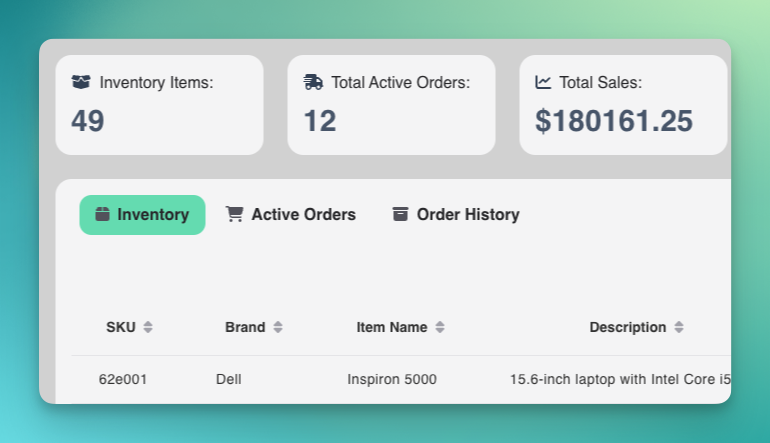 Inventory Items:
49
Total Active Orders:
12
Total Sales:
$180161.25
Inventory Active Orders Order History
SKU Brand Item Name Description
62e001 Dell Inspiron 5000 15.6-inch laptop with Intel Core i5